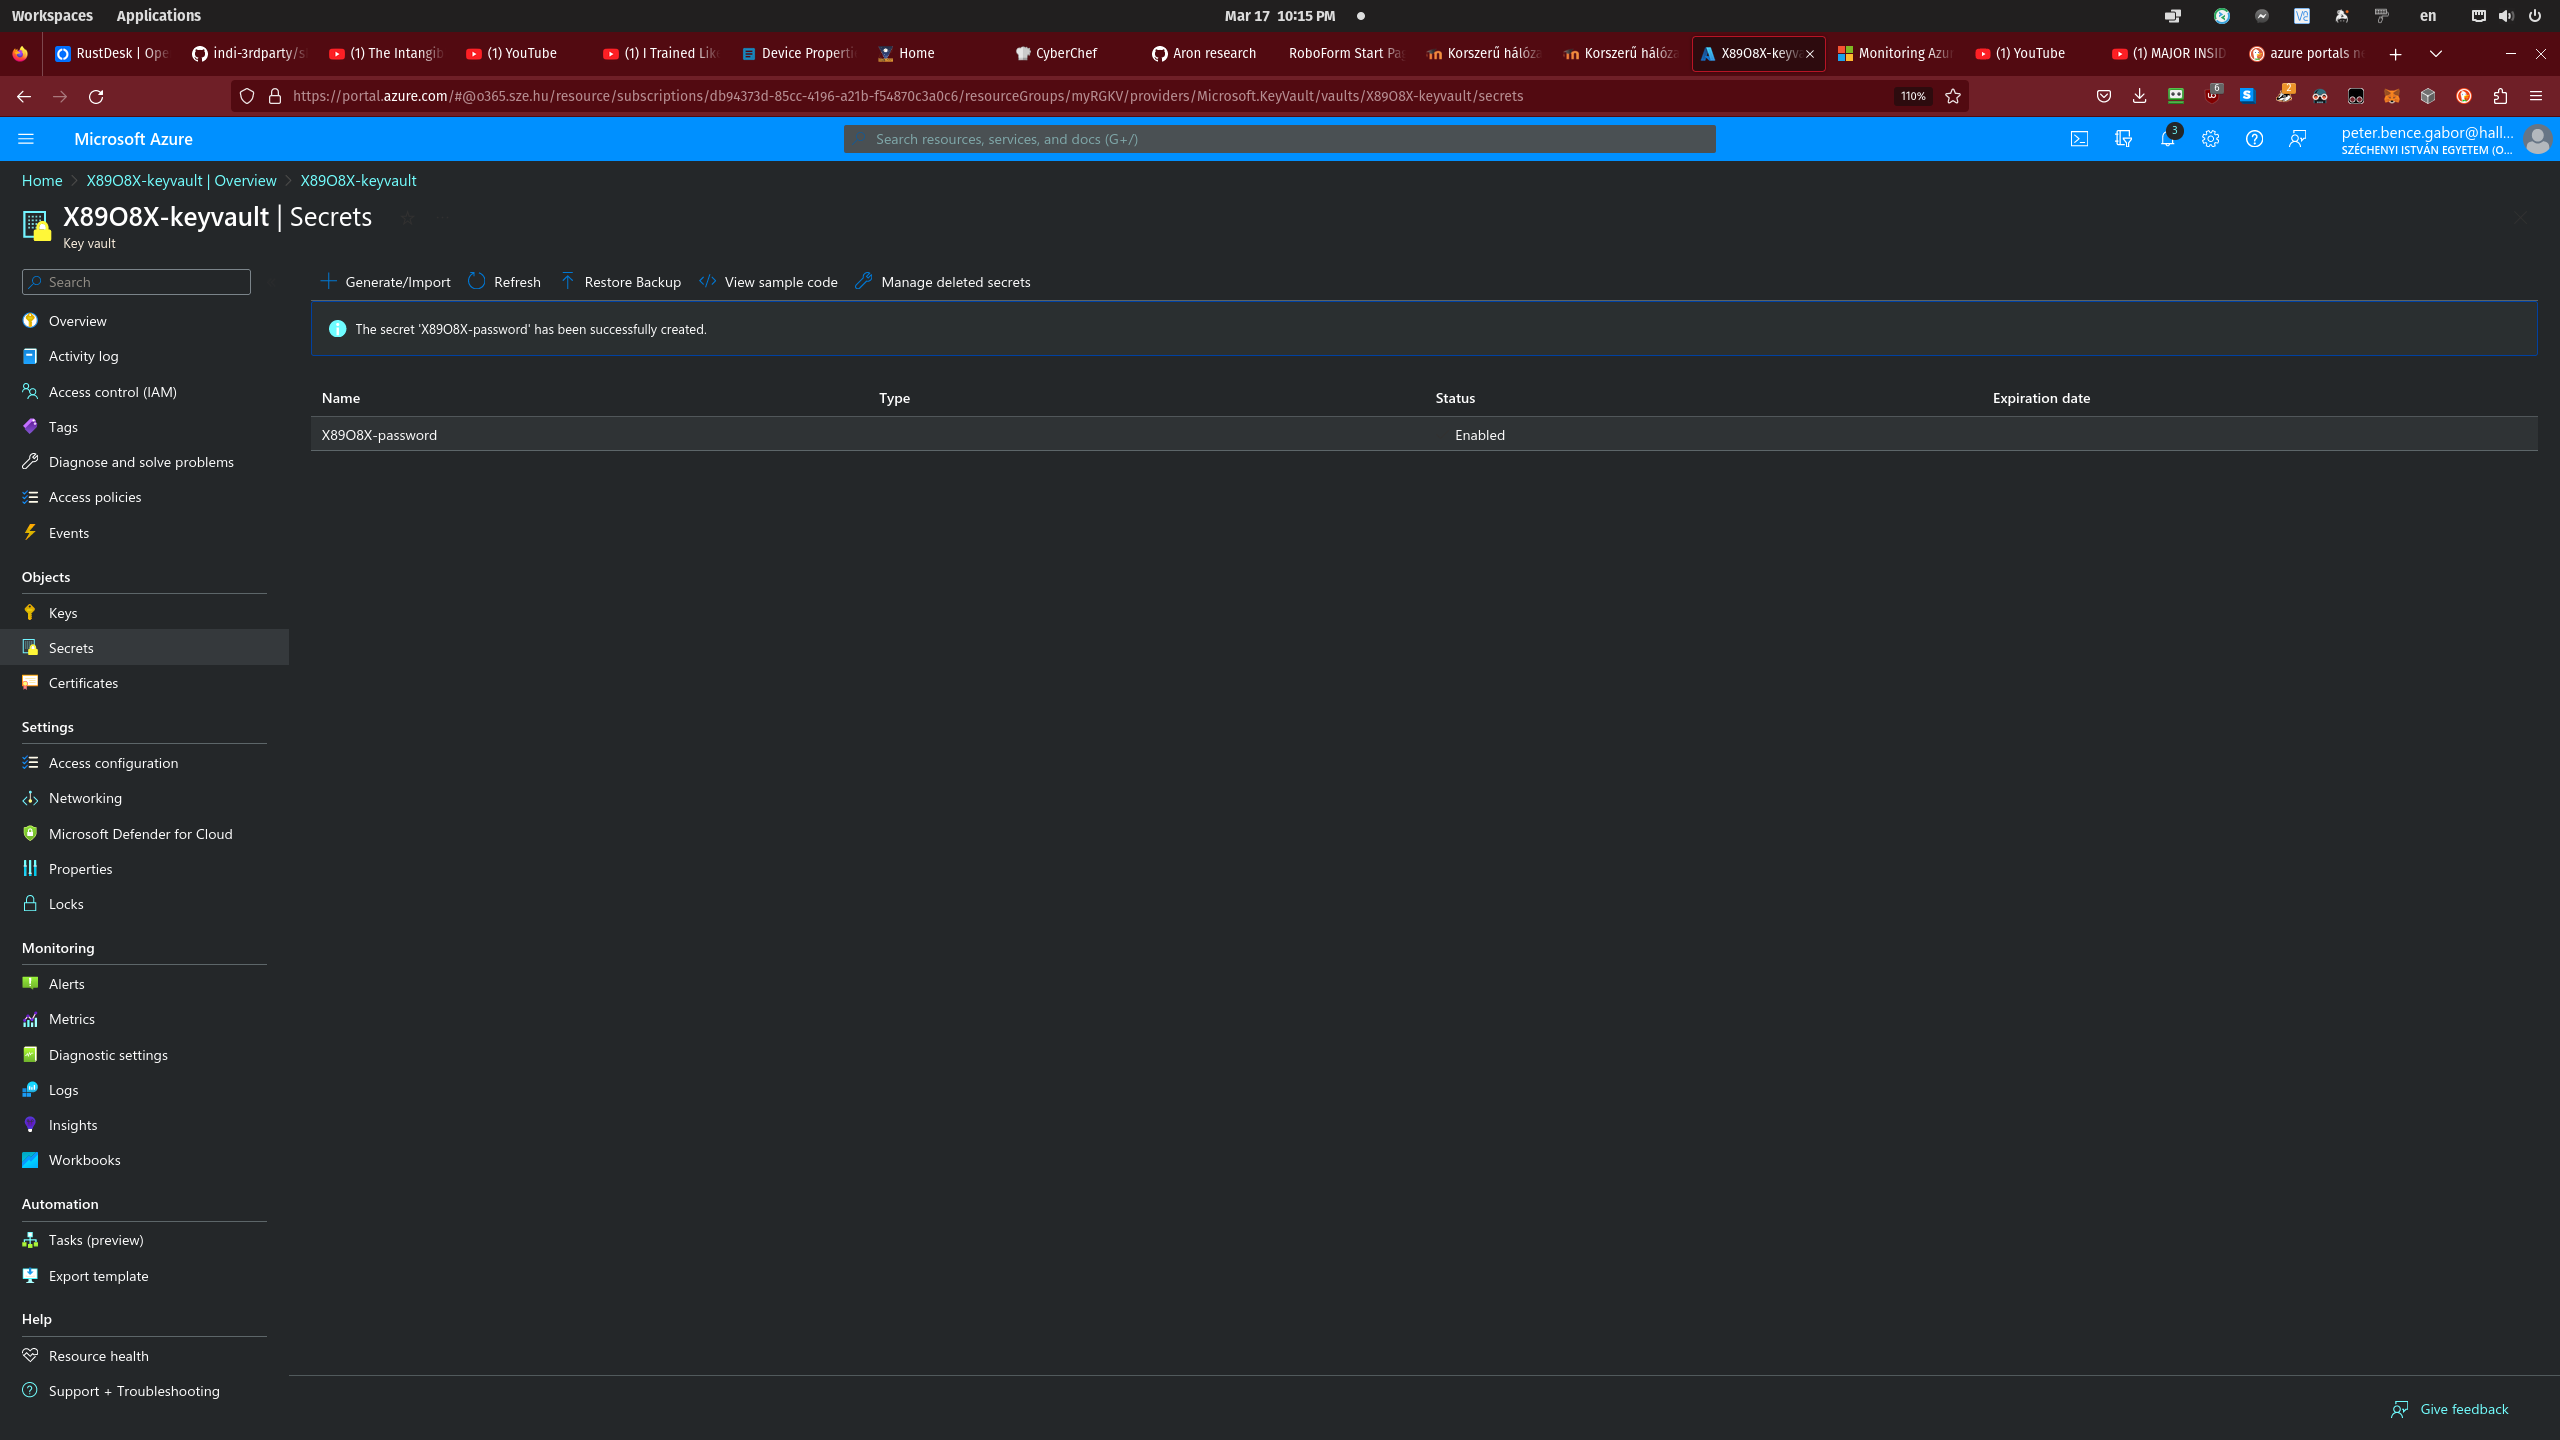 Workspaces Applications Mar 17 10:15 PM en
RustDesk | Ope indi-3rdparty/s (1) The Intangib (1) YouTube (1) I Trained Lik Device Properti Home CyberChef Aron research RoboForm Start Pag Korszerű hálóza Korszerű hálóza X89O8X-keyva Monitoring Azur (1) YouTube (1) MAJOR INSID azure portals ne
https://portal.azure.com/#@o365.sze.hu/resource/subscriptions/db94373d-85cc-4196-a21b-f54870c3a0c6/resourceGroups/myRGKV/providers/Microsoft.KeyVault/vaults/X89O8X-keyvault/secrets 110% 6 2
Microsoft Azure Search resources, services, and docs (G+/) 3 peter.bence.gabor@hall...
SZÉCHENYI ISTVÁN EGYETEM (O...
Home X89O8X-keyvault | Overview X89O8X-keyvault
X89O8X-keyvault | Secrets
Key vault
Search
Generate/Import Refresh Restore Backup View sample code Manage deleted secrets
The secret 'X89O8X-password' has been successfully created.
Name Type Status Expiration date
X89O8X-password Enabled
Overview
Activity log
Access control (IAM)
Tags
Diagnose and solve problems
Access policies
Events
Objects
Keys
Secrets
Certificates
Settings
Access configuration
Networking
Microsoft Defender for Cloud
Properties
Locks
Monitoring
Alerts
Metrics
Diagnostic settings
Logs
Insights
Workbooks
Automation
Tasks (preview)
Export template
Help
Resource health
Support + Troubleshooting
Give feedback